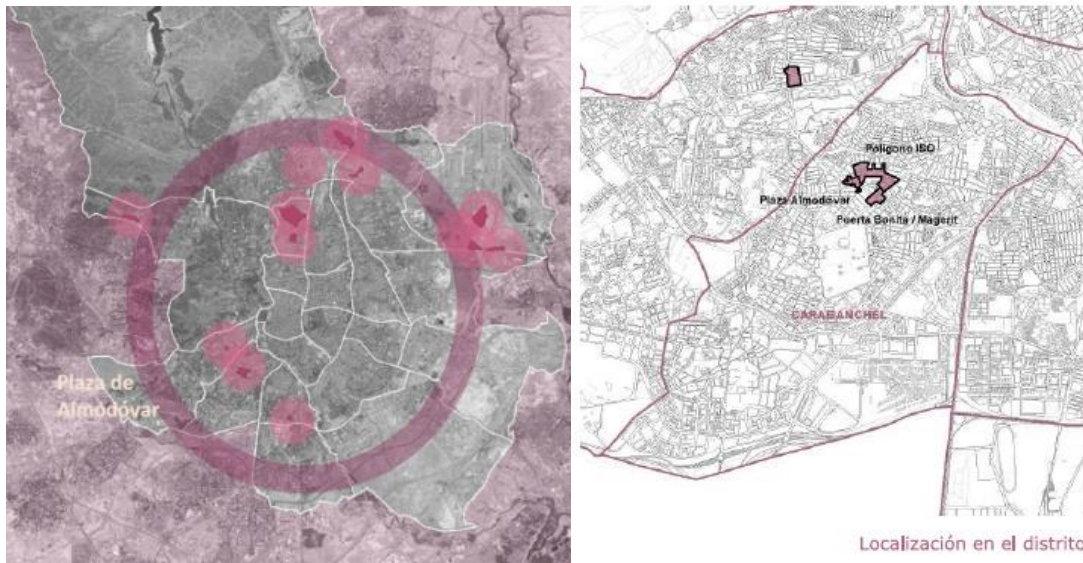 Plaza de
Almodóvar
Polígono ISO
Plaza Almodóvar
Puerta Bonita / Magerit
CARABANCHEL
Localización en el distrito